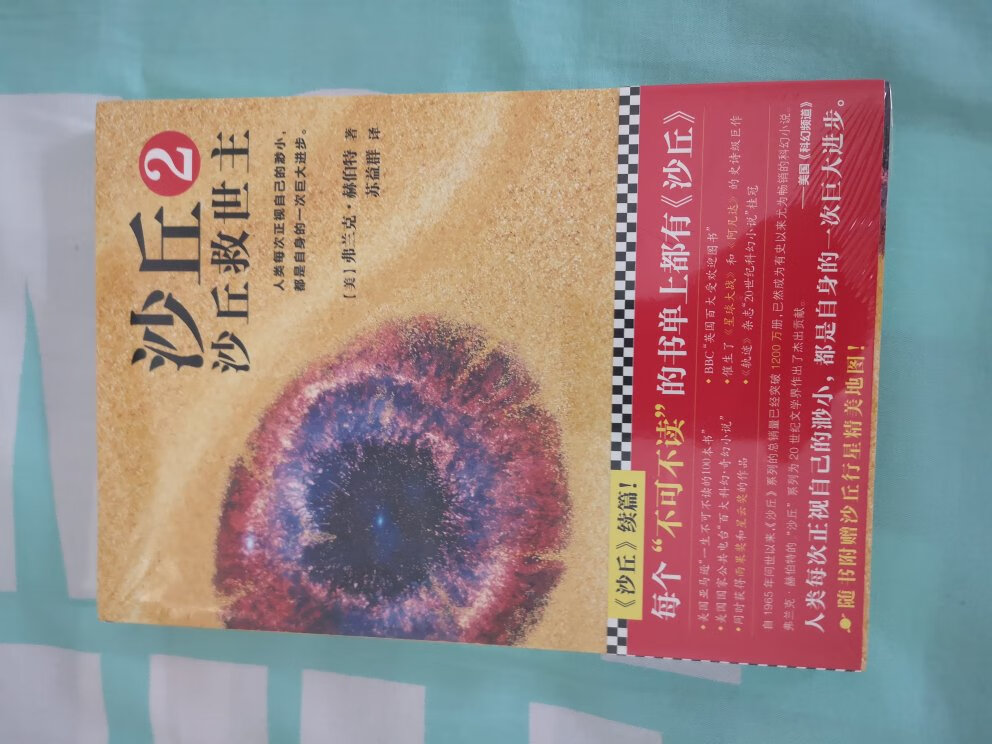 沙丘2
沙丘救世主
人类每次正视自己的渺小，
都是自身的一次巨大进步。
［美］弗兰克·赫伯特 著
苏益群 译
《沙丘》续篇！
每个“不可不读”的书单上都有《沙丘》
·美国亚马逊“一生不可不读的100本书”
·美国国家公共电台“百大科幻·奇幻小说”
·同时获得雨果奖和星云奖的作品
·BBC“英国百大受欢迎图书”
·催生了《星球大战》和《阿凡达》的史诗级巨作
·《轨迹》杂志“20世纪科幻小说”桂冠
自1965年问世以来，《沙丘》系列的总销量已经突破1200万册，已然成为有史以来尤为畅销的科幻小说。
弗兰克·赫伯特的“沙丘”系列为20世纪文学界作出了杰出贡献。
——美国《科幻频道》
人类每次正视自己的渺小，都是自身的一次巨大进步。
随书附赠沙丘行星精美地图！